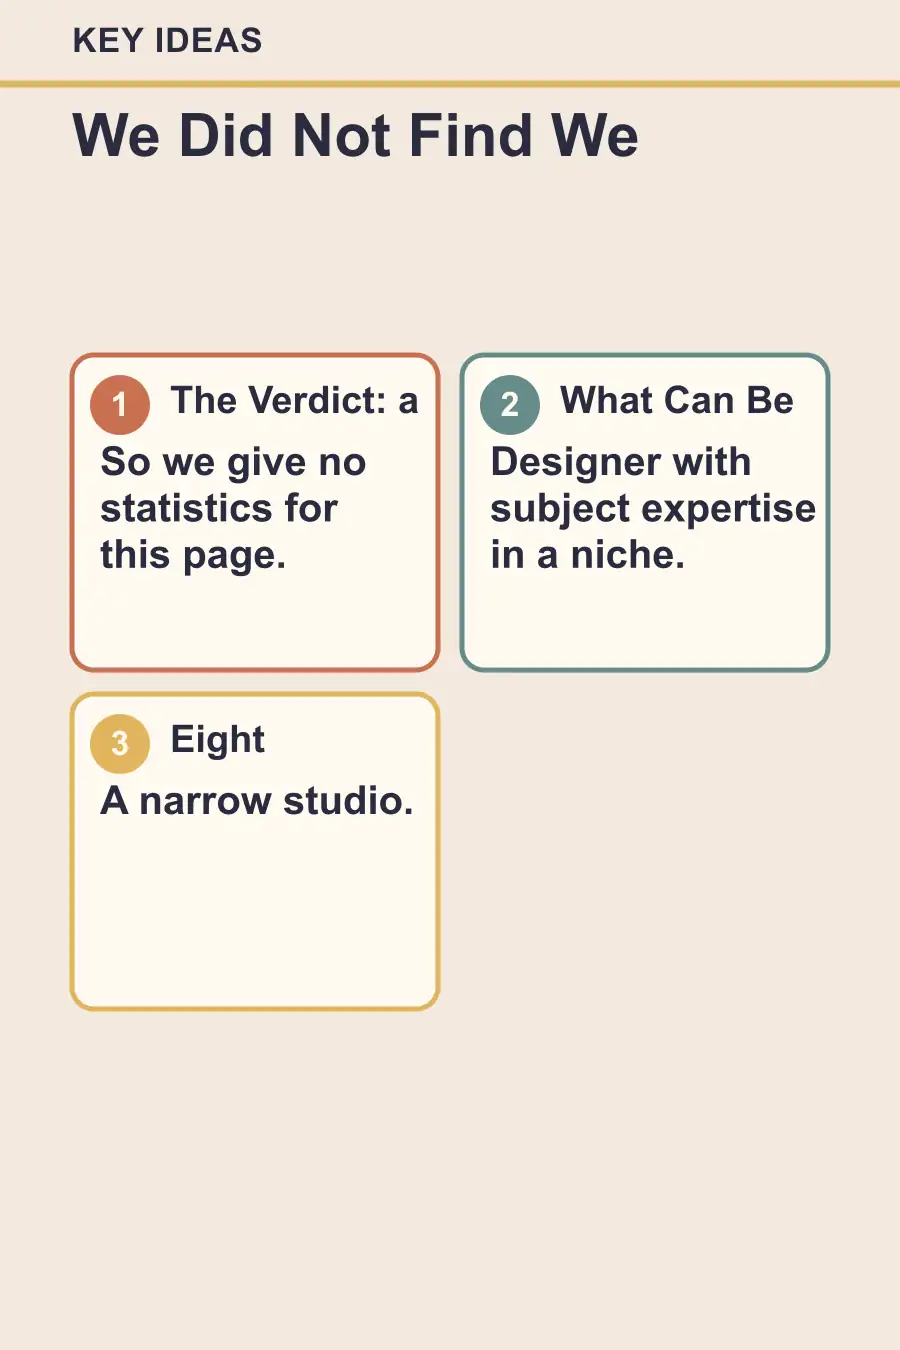 KEY IDEAS
We Did Not Find We
1 The Verdict: a
So we give no
statistics for
this page.
2 What Can Be
Designer with
subject expertise
in a niche.
3 Eight
A narrow studio.